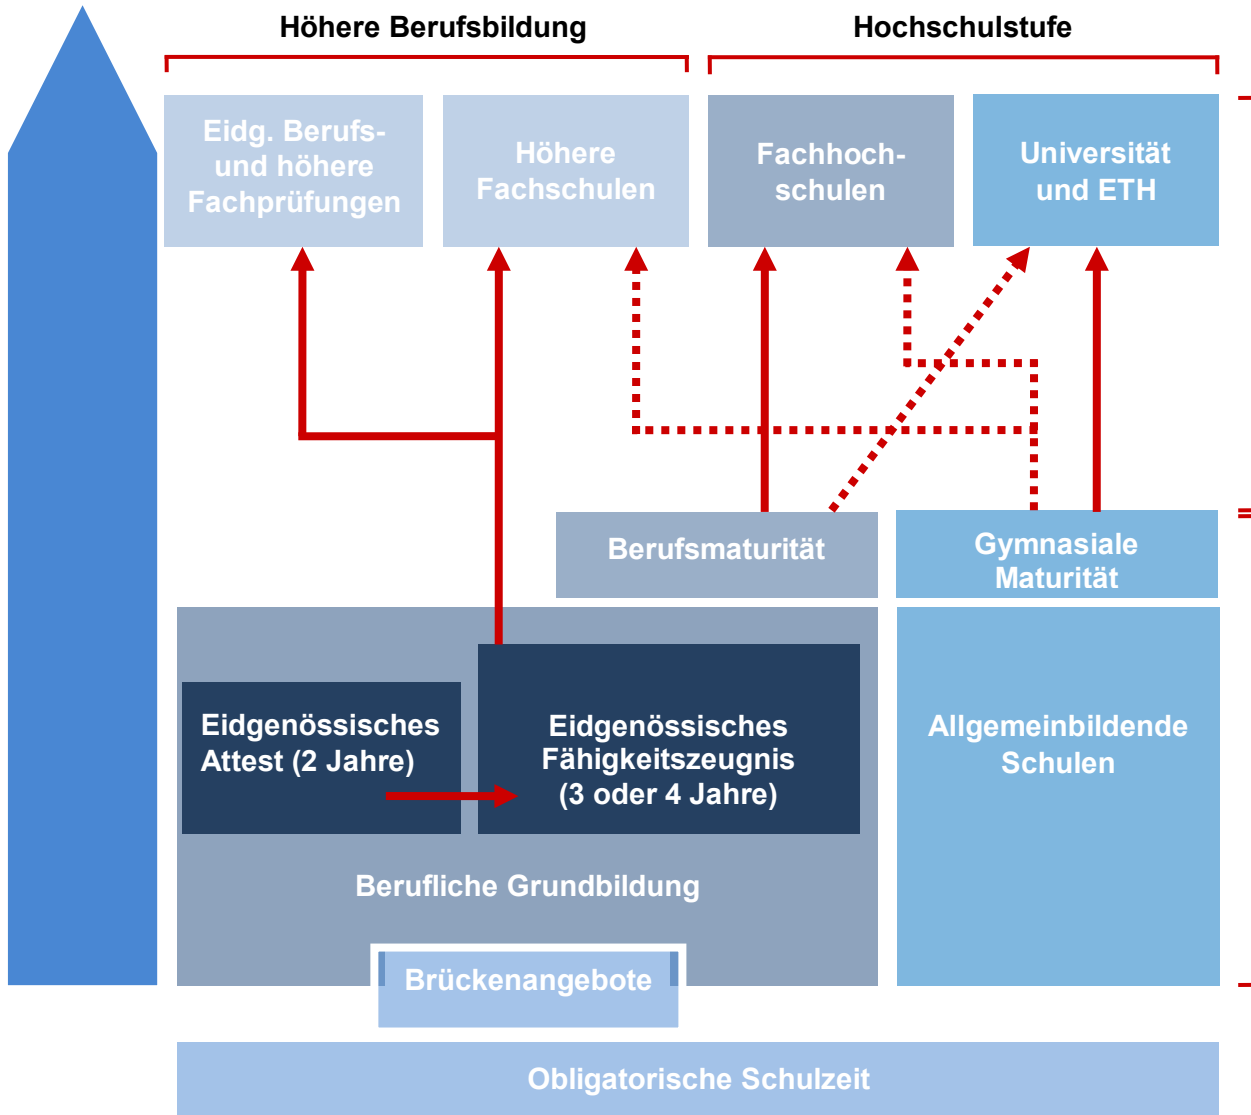 Höhere Berufsbildung
Hochschulstufe
Eidg. Berufs-
und höhere
Fachprüfungen
Höhere
Fachschulen
Fachhoch-
schulen
Universität
und ETH
Berufsmaturität
Gymnasiale
Maturität
Eidgenössisches
Attest (2 Jahre)
Eidgenössisches
Fähigkeitszeugnis
(3 oder 4 Jahre)
Allgemeinbildende
Schulen
Berufliche Grundbildung
Brückenangebote
Obligatorische Schulzeit